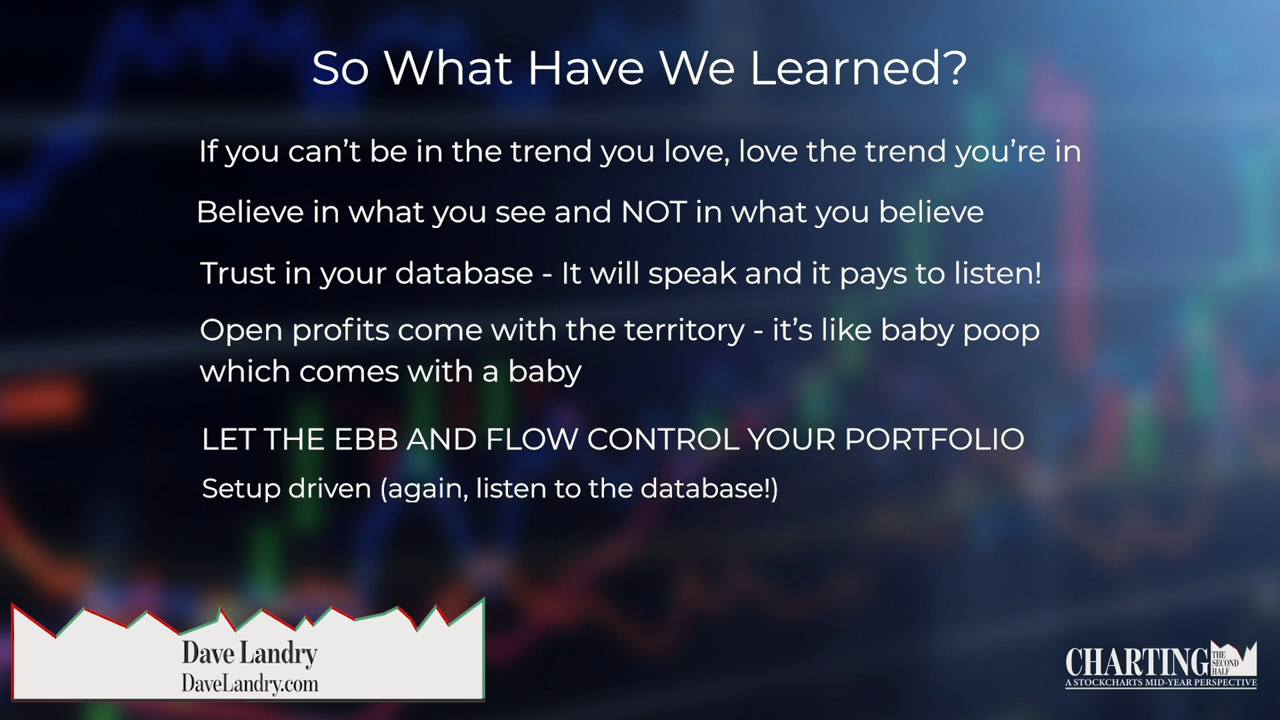 So What Have We Learned?
If you can't be in the trend you love, love the trend you're in
Believe in what you see and NOT in what you believe
Trust in your database - It will speak and it pays to listen!
Open profits come with the territory - it's like baby poop
which comes with a baby
LET THE EBB AND FLOW CONTROL YOUR PORTFOLIO
Setup driven (again, listen to the database!)
Dave Landry
DaveLandry.com
CHARTING THE SECOND HALF
A STOCKCHARTS MID-YEAR PERSPECTIVE